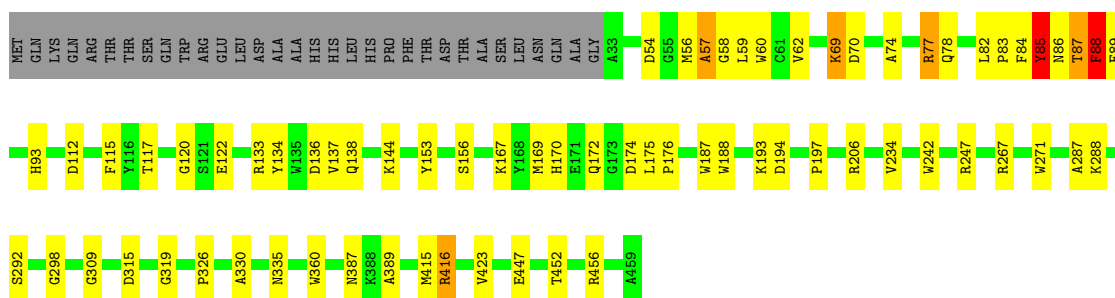 MET GLN LYS GLN ARG THR THR SER GLN TRP ARG GLU LEU ASP ALA ALA HIS HIS LEU HIS PRO PHE THR ASP THR ALA SER LEU ASN GLN ALA GLY A33 D54 G55 M56 A57 G58 L59 W60 C61 V62 K69 D70 A74 R77 Q78 L82 P83 F84 Y85 N86 T87 F88
H93 D112 F115 Y116 T117 G120 S121 E122 R133 Y134 W135 D136 V137 Q138 K144 Y153 S156 K167 Y168 M169 H170 E171 Q172 G173 D174 L175 P176 W187 W188 K193 D194 P197 R206 V234 W242 R247 R267 W271 A287 K288
S292 G298 G309 D315 G319 P326 A330 N335 W360 N387 K388 A389 M415 R416 V423 E447 T452 R456 A459